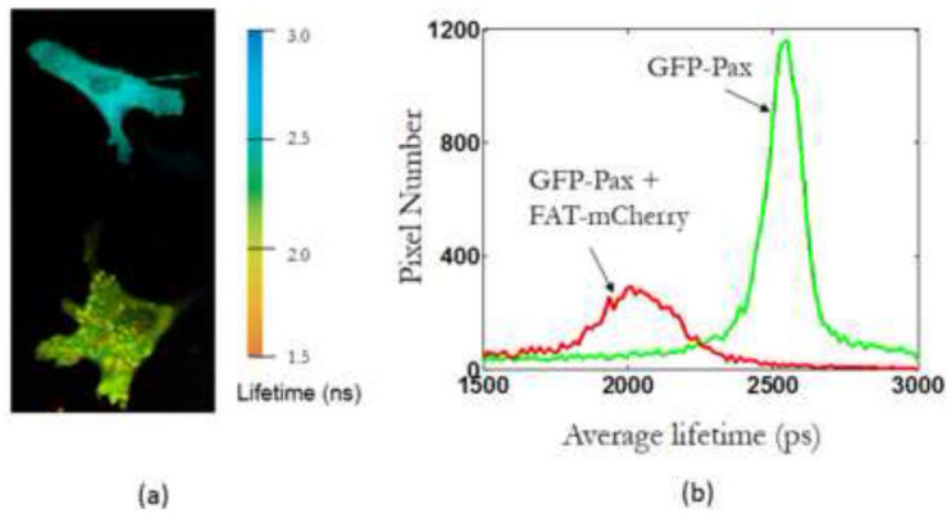 3.0
2.5
2.0
1.5
Lifetime (ns)
(a)
1200
800
400
0
Pixel Number
GFP-Pax
GFP-Pax +
FAT-mCherry
1500 2000 2500 3000
Average lifetime (ps)
(b)